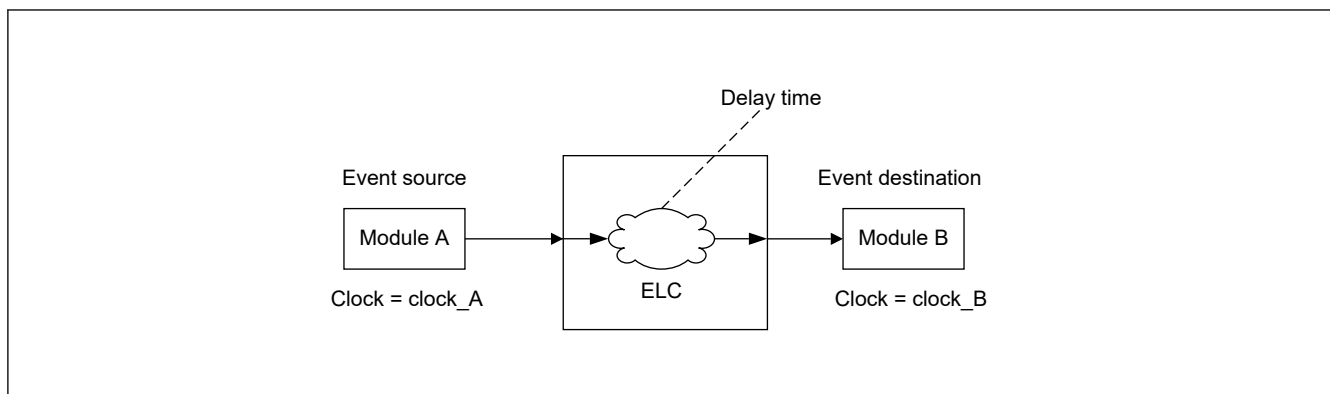 Delay time
Event source
Event destination
Module A
Module B
ELC
Clock = clock_A
Clock = clock_B